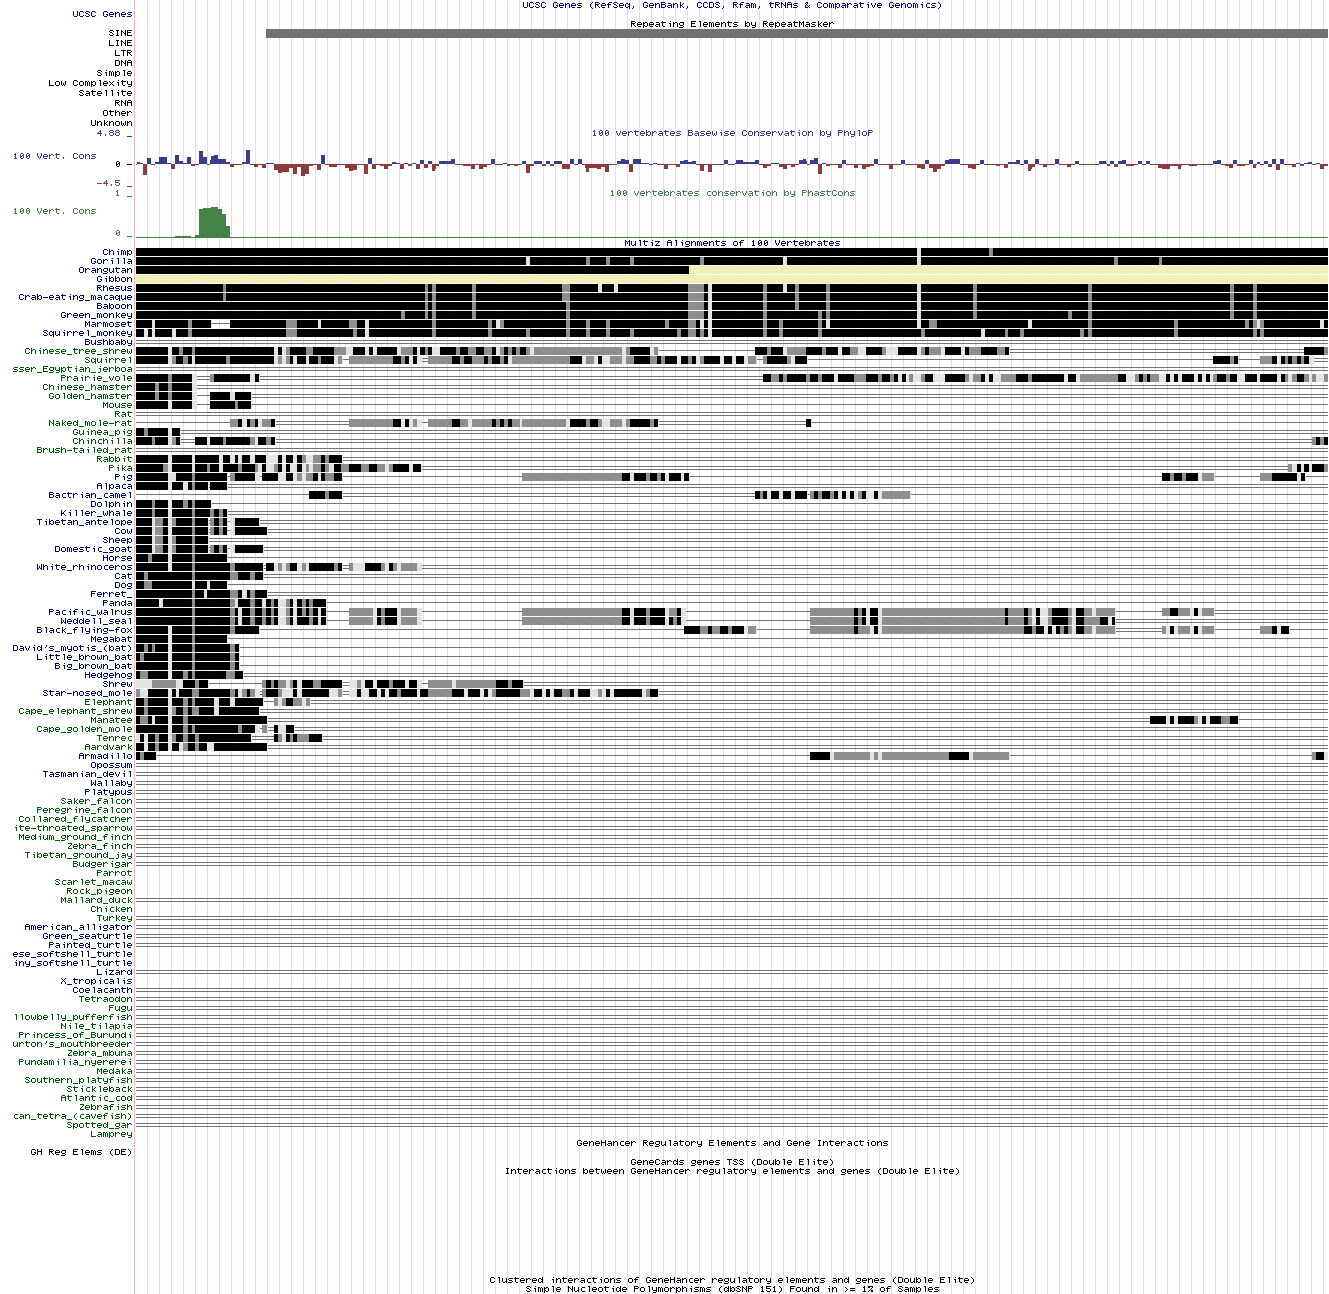 UCSC Genes (RefSeq, GenBank, CCDS, Rfam, tRNAs & Comparative Genomics)
UCSC Genes
Repeating Elements by RepeatMasker
SINE
LINE
LTR
DNA
Simple
Low Complexity
Satellite
RNA
Other
Unknown
4.88 _
100 vertebrates Basewise Conservation by PhyloP
100 Vert. Cons
0 _
-4.5 _
100 vertebrates conservation by PhastCons
1 _
100 Vert. Cons
0 _
Multiz Alignments of 100 Vertebrates
Chimp
Gorilla
Orangutan
Gibbon
Rhesus
Crab-eating_macaque
Baboon
Green_monkey
Marmoset
Squirrel_monkey
Bushbaby
Chinese_tree_shrew
Squirrel
sser_Egyptian_jerboa
Prairie_vole
Chinese_hamster
Golden_hamster
Mouse
Rat
Naked_mole-rat
Guinea_pig
Chinchilla
Brush-tailed_rat
Rabbit
Pika
Pig
Alpaca
Bactrian_camel
Dolphin
Killer_whale
Tibetan_antelope
Cow
Sheep
Domestic_goat
Horse
White_rhinoceros
Cat
Dog
Ferret_
Panda
Pacific_walrus
Weddell_seal
Black_flying-fox
Megabat
David's_myotis_(bat)
Little_brown_bat
Big_brown_bat
Hedgehog
Shrew
Star-nosed_mole
Elephant
Cape_elephant_shrew
Manatee
Cape_golden_mole
Tenrec
Aardvark
Armadillo
Opossum
Tasmanian_devil
Wallaby
Platypus
Saker_falcon
Peregrine_falcon
Collared_flycatcher
ite-throated_sparrow
Medium_ground_finch
Zebra_finch
Tibetan_ground_jay
Budgerigar
Parrot
Scarlet_macaw
Rock_pigeon
Mallard_duck
Chicken
Turkey
American_alligator
Green_seaturtle
Painted_turtle
ese_softshell_turtle
iny_softshell_turtle
Lizard
X_tropicalis
Coelacanth
Tetraodon
Fugu
llowbelly_pufferfish
Nile_tilapia
Princess_of_Burundi
urton's_mouthbreeder
Zebra_mbuna
Pundamilia_nyererei
Medaka
Southern_platyfish
Stickleback
Atlantic_cod
Zebrafish
can_tetra_(cavefish)
Spotted_gar
Lamprey
GeneHancer Regulatory Elements and Gene Interactions
GH Reg Elems (DE)
GeneCards genes TSS (Double Elite)
Interactions between GeneHancer regulatory elements and genes (Double Elite)
Clustered interactions of GeneHancer regulatory elements and genes (Double Elite)
Simple Nucleotide Polymorphisms (dbSNP 151) Found in >= 1% of Samples